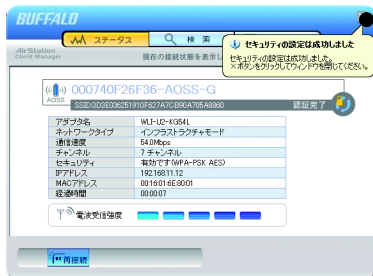 BUFFALO
ステータス
検 索
AirStation
Client Manager
現在の接続状態を表示し
セキュリティの設定は成功しました
セキュリティの設定は成功しました。
×ボタンをクリックしてウィンドウを閉じてください。
000740F26F36-AOSS-G
AOSS
SSID:3D3E036251910F627A7CB90A705A8860
認証完了
アダプタ名 WLI-U2-KG54L
ネットワークタイプ インフラストラクチャモード
通信速度 54.0Mbps
チャンネル 7 チャンネル
セキュリティ 有効です(WPA-PSK AES)
IPアドレス 192.168.11.12
MACアドレス 00:16:01:6E:80:01
経過時間 00:00:07
電波受信強度
再接続